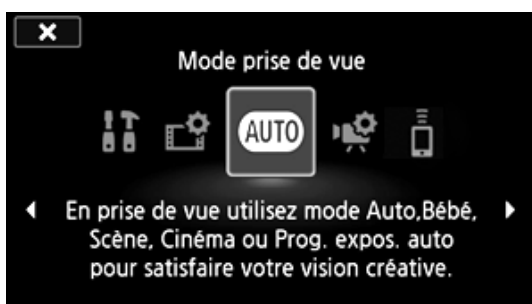 Mode prise de vue
AUTO
En prise de vue utilisez mode Auto,Bébé,
Scène, Cinéma ou Prog. expos. auto
pour satisfaire votre vision créative.